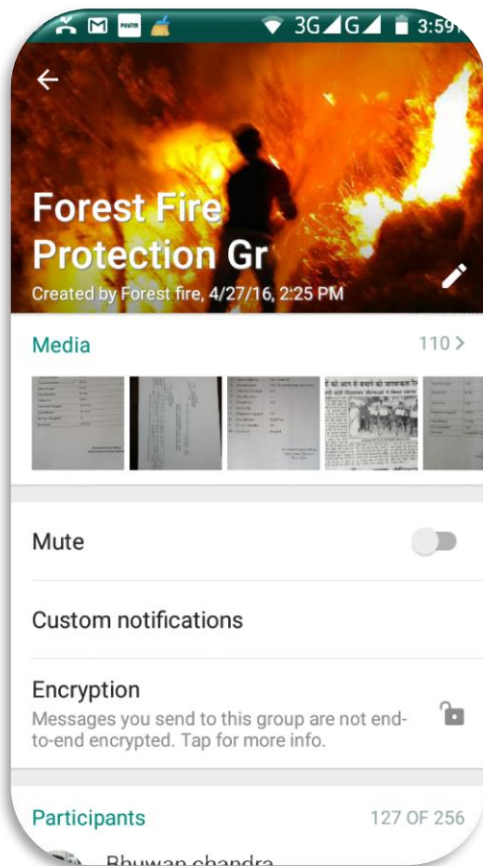 Paytm 3G G 3:59
Forest Fire
Protection Gr
Created by Forest fire, 4/27/16, 2:25 PM
Media 110 >
Mute
Custom notifications
Encryption
Messages you send to this group are not end-
to-end encrypted. Tap for more info.
Participants 127 OF 256
Bhuwan chandra